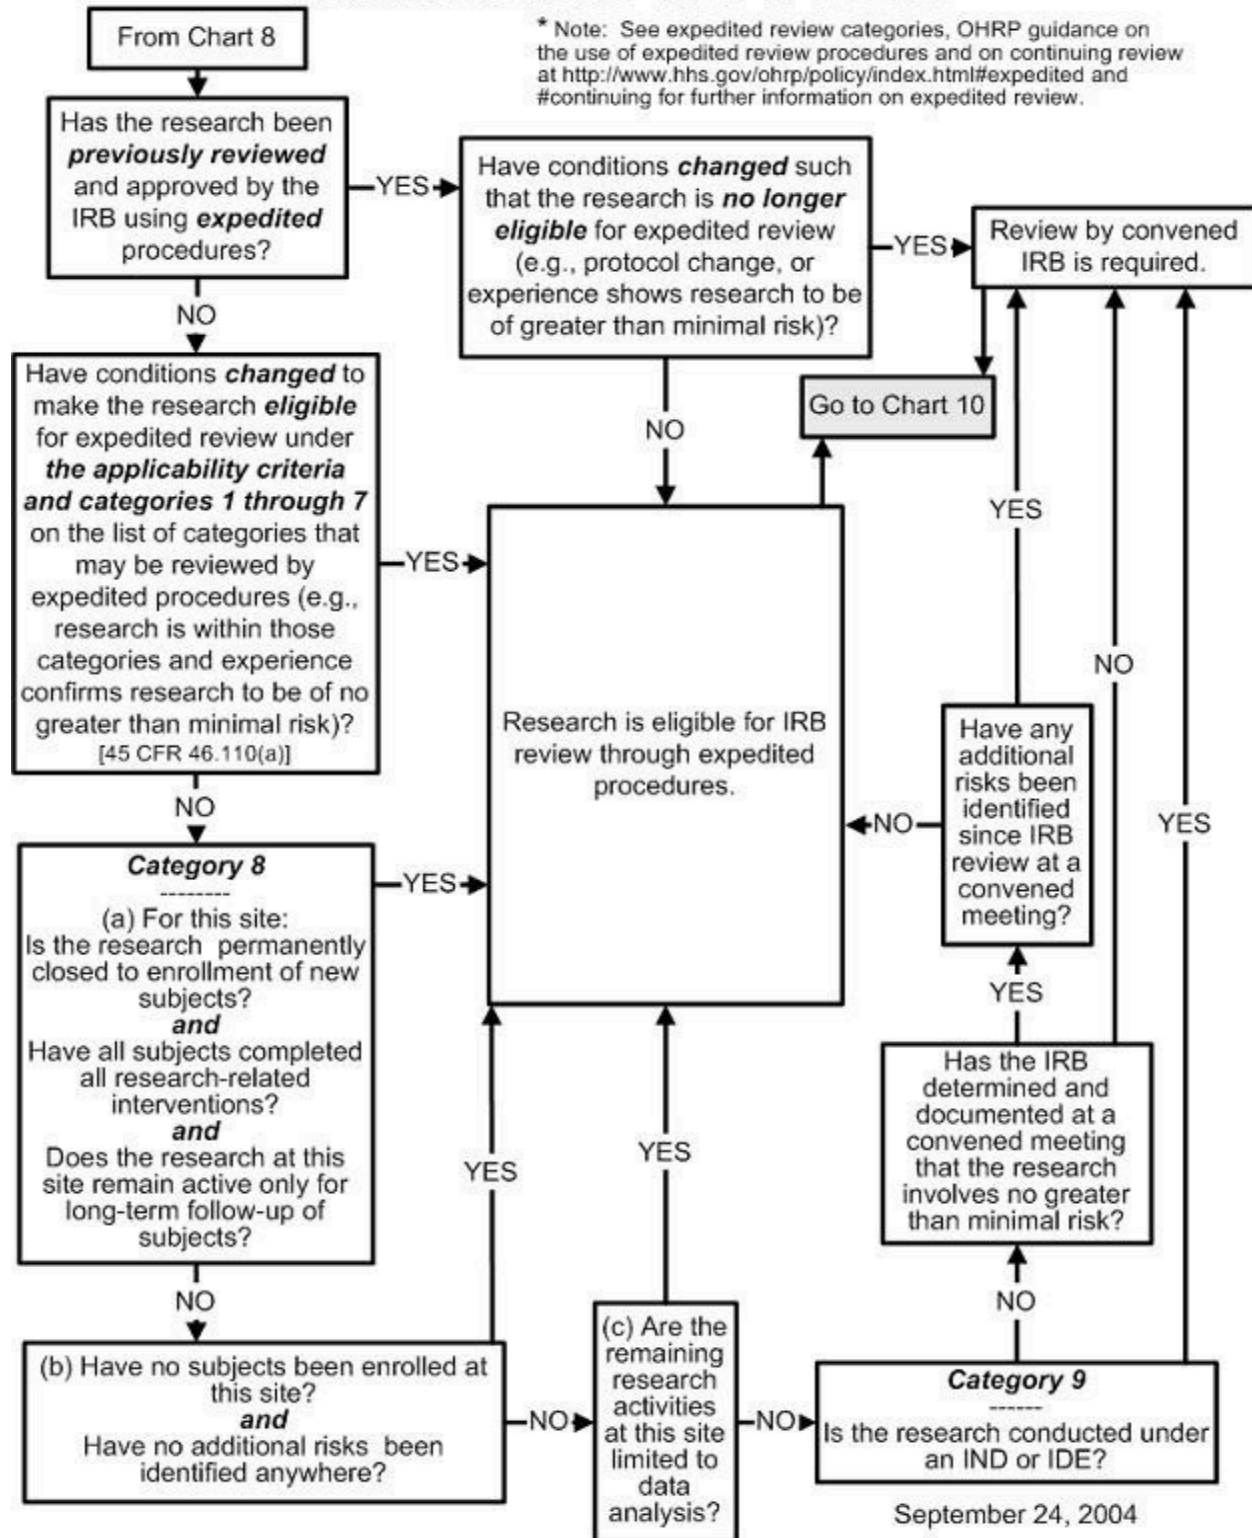 From Chart 8
* Note: See expedited review categories, OHRP guidance on
the use of expedited review procedures and on continuing review
at http://www.hhs.gov/ohrp/policy/index.html#expedited and
#continuing for further information on expedited review.
Has the research been
previously reviewed
and approved by the
IRB using expedited
procedures?
YES
Have conditions changed such
that the research is no longer
eligible for expedited review
(e.g., protocol change, or
experience shows research to be
of greater than minimal risk)?
YES
Review by convened
IRB is required.
NO
NO
Go to Chart 10
Have conditions changed to
make the research eligible
for expedited review under
the applicability criteria
and categories 1 through 7
on the list of categories that
may be reviewed by
expedited procedures (e.g.,
research is within those
categories and experience
confirms research to be of no
greater than minimal risk)?
[45 CFR 46.110(a)]
YES
Research is eligible for IRB
review through expedited
procedures.
YES
NO
YES
Have any
additional
risks been
identified
since IRB
review at a
convened
meeting?
NO
NO
Category 8
--------
(a) For this site:
Is the research permanently
closed to enrollment of new
subjects?
and
Have all subjects completed
all research-related
interventions?
and
Does the research at this
site remain active only for
long-term follow-up of
subjects?
YES
YES
Has the IRB
determined and
documented at a
convened meeting
that the research
involves no greater
than minimal risk?
YES
YES
NO
NO
(b) Have no subjects been enrolled at
this site?
and
Have no additional risks been
identified anywhere?
NO
(c) Are the
remaining
research
activities
at this site
limited to
data
analysis?
NO
Category 9
------
Is the research conducted under
an IND or IDE?
September 24, 2004